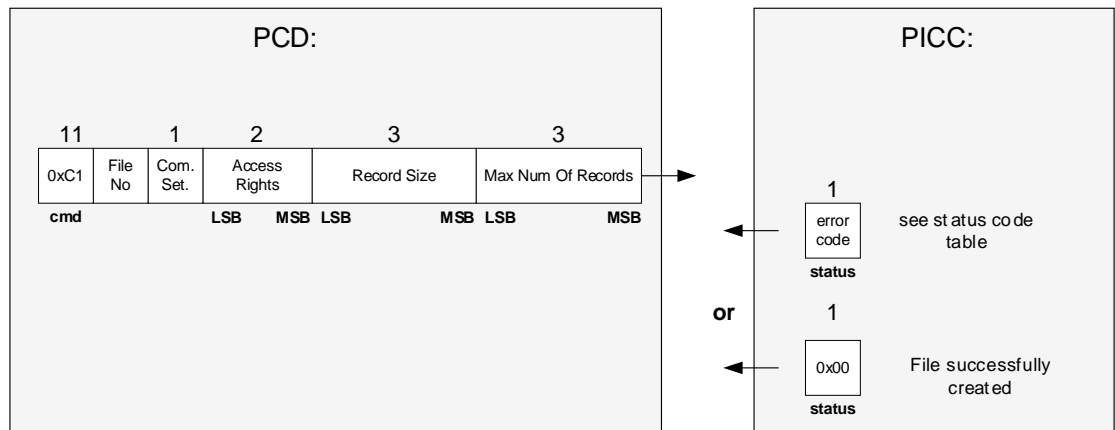 PCD:
PICC:
11 1 2 3 3
0xC1 File No Com. Set. Access Rights Record Size Max Num Of Records
cmd LSB MSB LSB MSB LSB MSB
1
error code
see status code table
status
or
1
0x00
File successfully created
status